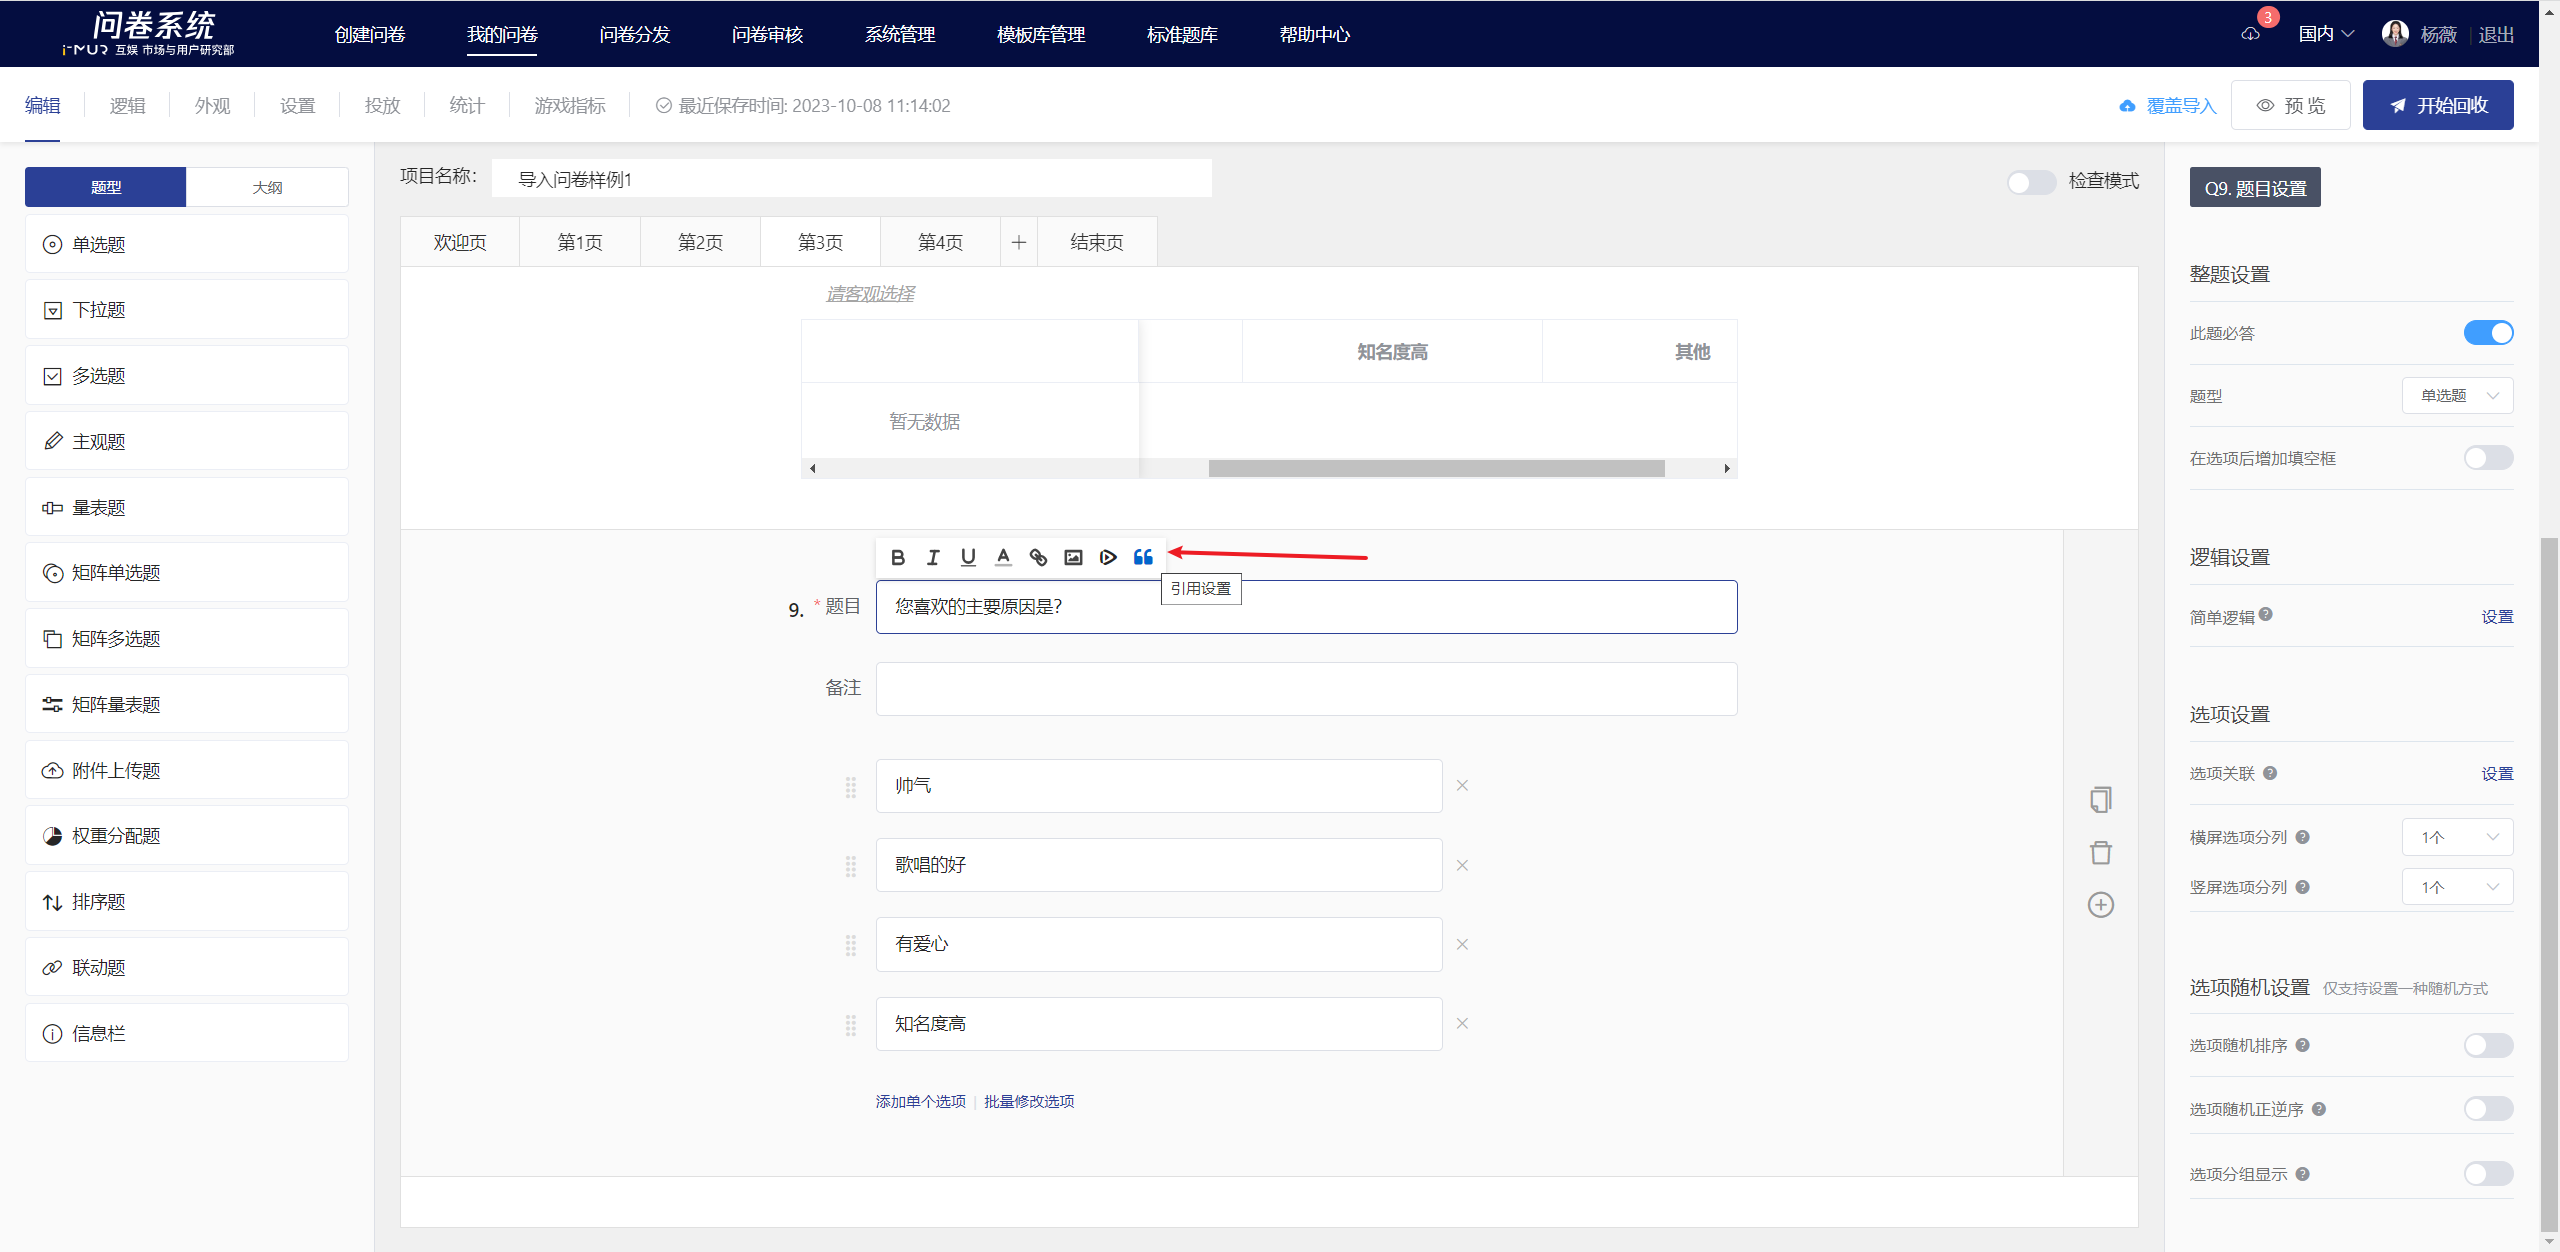 问卷系统
i-MUR 互娱 市场与用户研究部
创建问卷
我的问卷
问卷分发
问卷审核
系统管理
模板库管理
标准题库
帮助中心
3
国内
杨薇
退出
编辑
逻辑
外观
设置
投放
统计
游戏指标
最近保存时间: 2023-10-08 11:14:02
覆盖导入
预 览
开始回收
题型
大纲
单选题
下拉题
多选题
主观题
量表题
矩阵单选题
矩阵多选题
矩阵量表题
附件上传题
权重分配题
排序题
联动题
信息栏
项目名称:
导入问卷样例1
检查模式
欢迎页
第1页
第2页
第3页
第4页
结束页
请客观选择
知名度高
其他
暂无数据
引用设置
9. * 题目
您喜欢的主要原因是?
备注
帅气
歌唱的好
有爱心
知名度高
添加单个选项 | 批量修改选项
Q9. 题目设置
整题设置
此题必答
题型
单选题
在选项后增加填空框
逻辑设置
简单逻辑
设置
选项设置
选项关联
设置
横屏选项分列
1个
竖屏选项分列
1个
选项随机设置 仅支持设置一种随机方式
选项随机排序
选项随机正逆序
选项分组显示